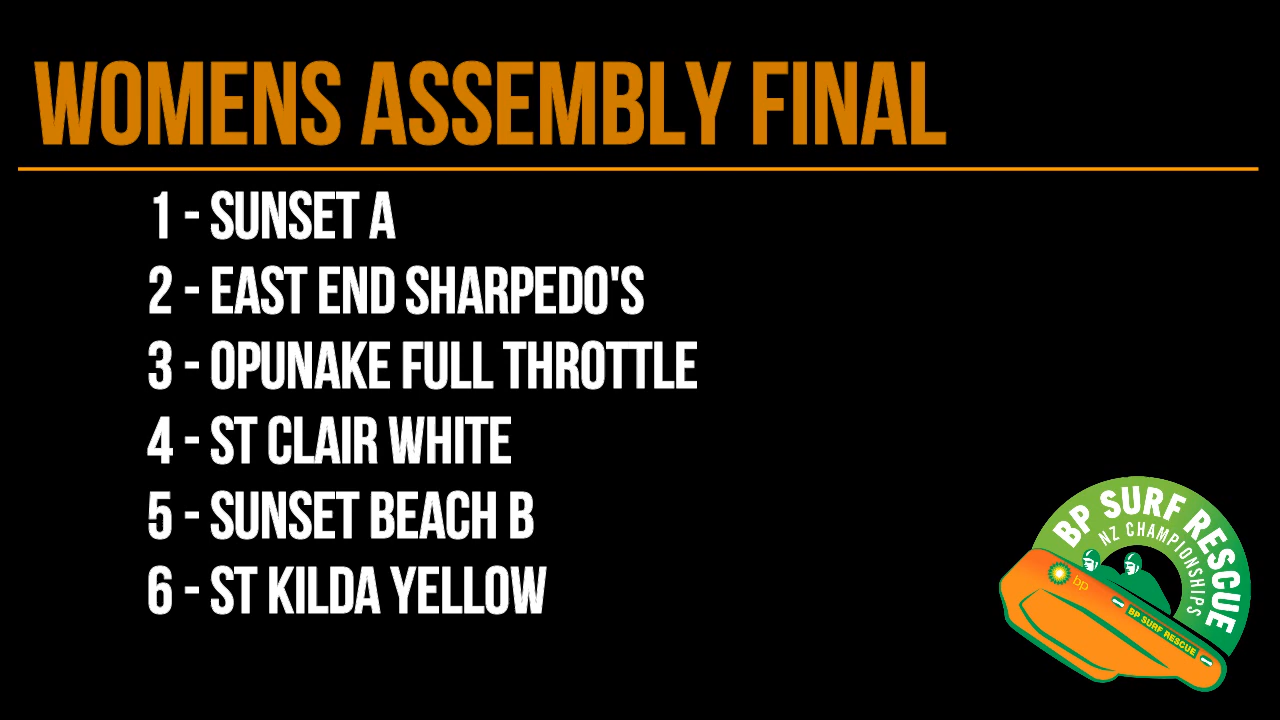 WOMENS ASSEMBLY FINAL
1 - SUNSET A
2 - EAST END SHARPEDO'S
3 - OPUNAKE FULL THROTTLE
4 - ST CLAIR WHITE
5 - SUNSET BEACH B
6 - ST KILDA YELLOW
BP SURF RESCUE
NZ CHAMPIONSHIPS
bp
BP SURF RESCUE